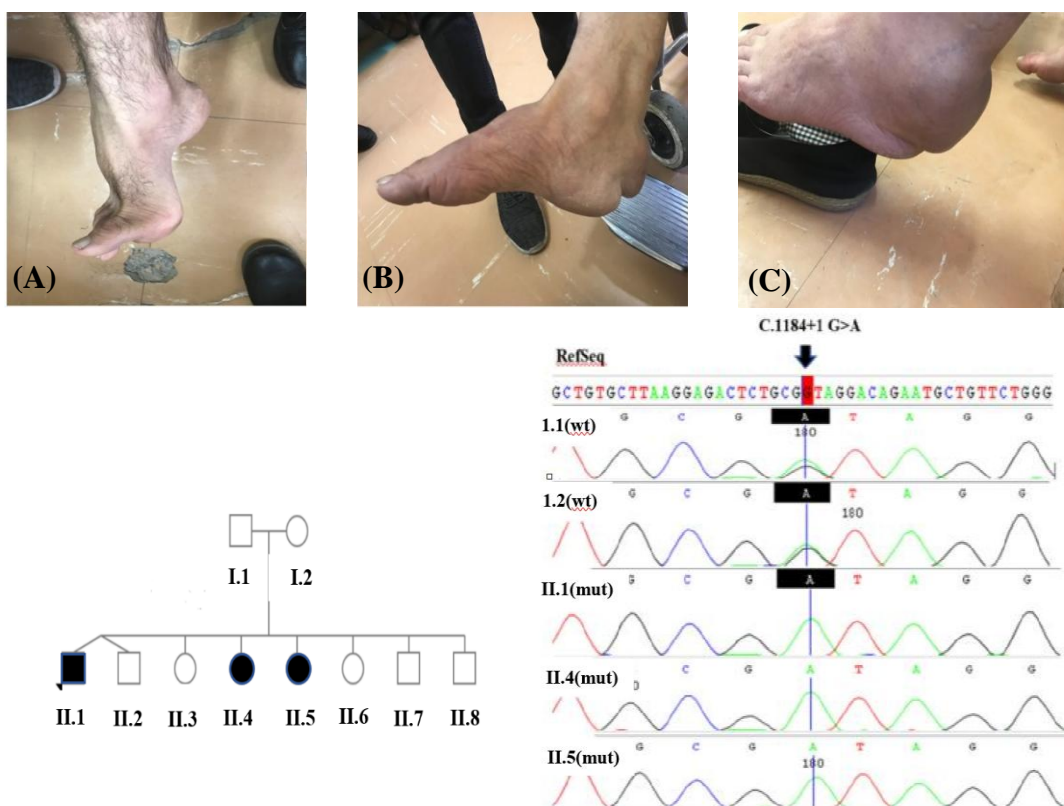 (A)
(B)
(C)
C.1184+1 G>A
RefSeq
GCTGTGCTTAAGGAGACTCTGCGGTAGGACAGAATGCTGTTCTGGG
G C G A T A G G
1.1(wt)
180
G C G A T A G G
1.2(wt)
180
G C G A T A G G
II.1(mut)
C G A T A G G
II.4(mut)
G C G A T A G G
II.5(mut)
180
I.1 I.2
II.1 II.2 II.3 II.4 II.5 II.6 II.7 II.8